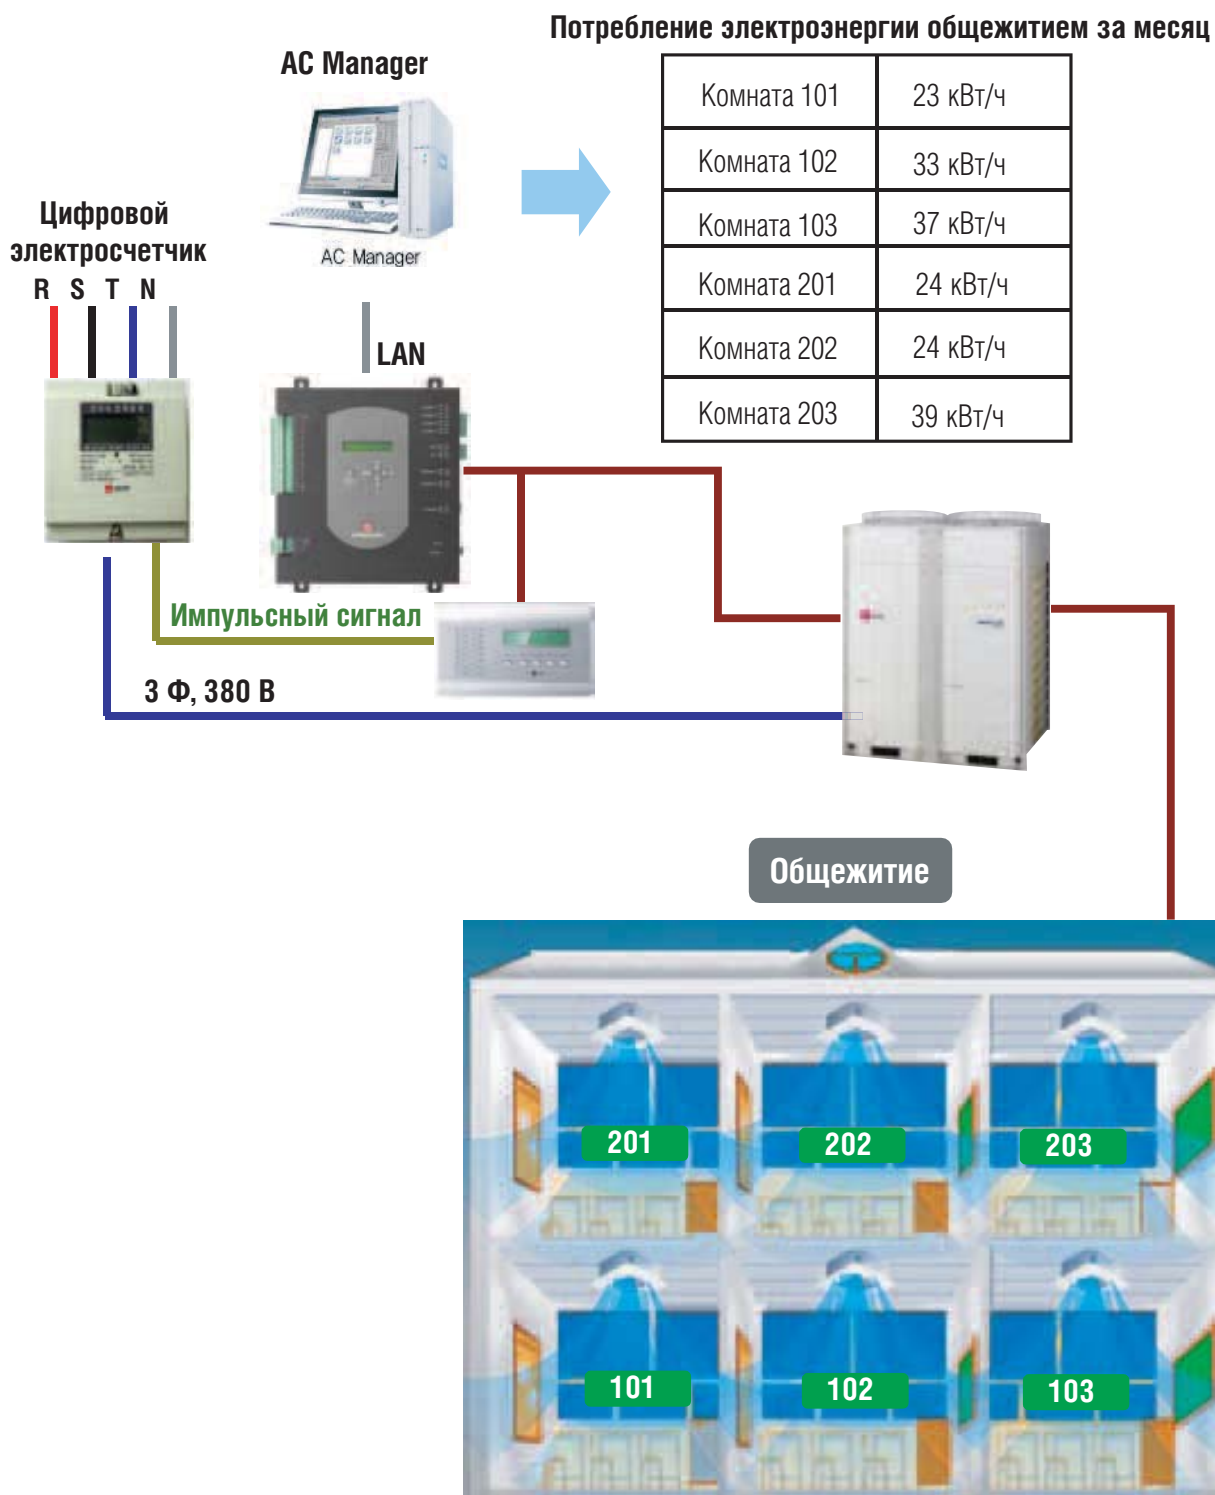 Потребление электроэнергии общежитием за месяц
AC Manager
Комната 101 23 кВт/ч
Комната 102 33 кВт/ч
Комната 103 37 кВт/ч
Комната 201 24 кВт/ч
Комната 202 24 кВт/ч
Комната 203 39 кВт/ч
AC Manager
Цифровой
электросчетчик
R S T N
LAN
Импульсный сигнал
3 Ф, 380 В
Общежитие
201 202 203
101 102 103